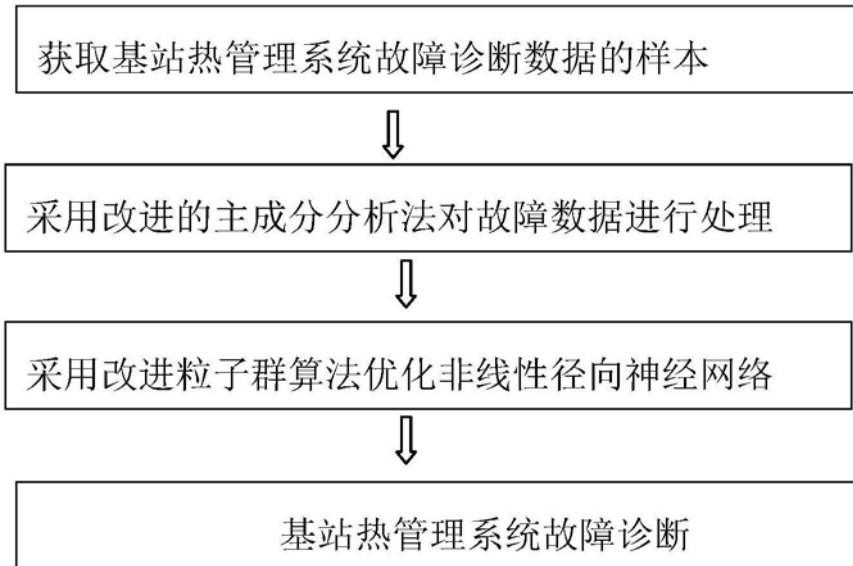 获取基站热管理系统故障诊断数据的样本
采用改进的主成分分析法对故障数据进行处理
采用改进粒子群算法优化非线性径向神经网络
基站热管理系统故障诊断